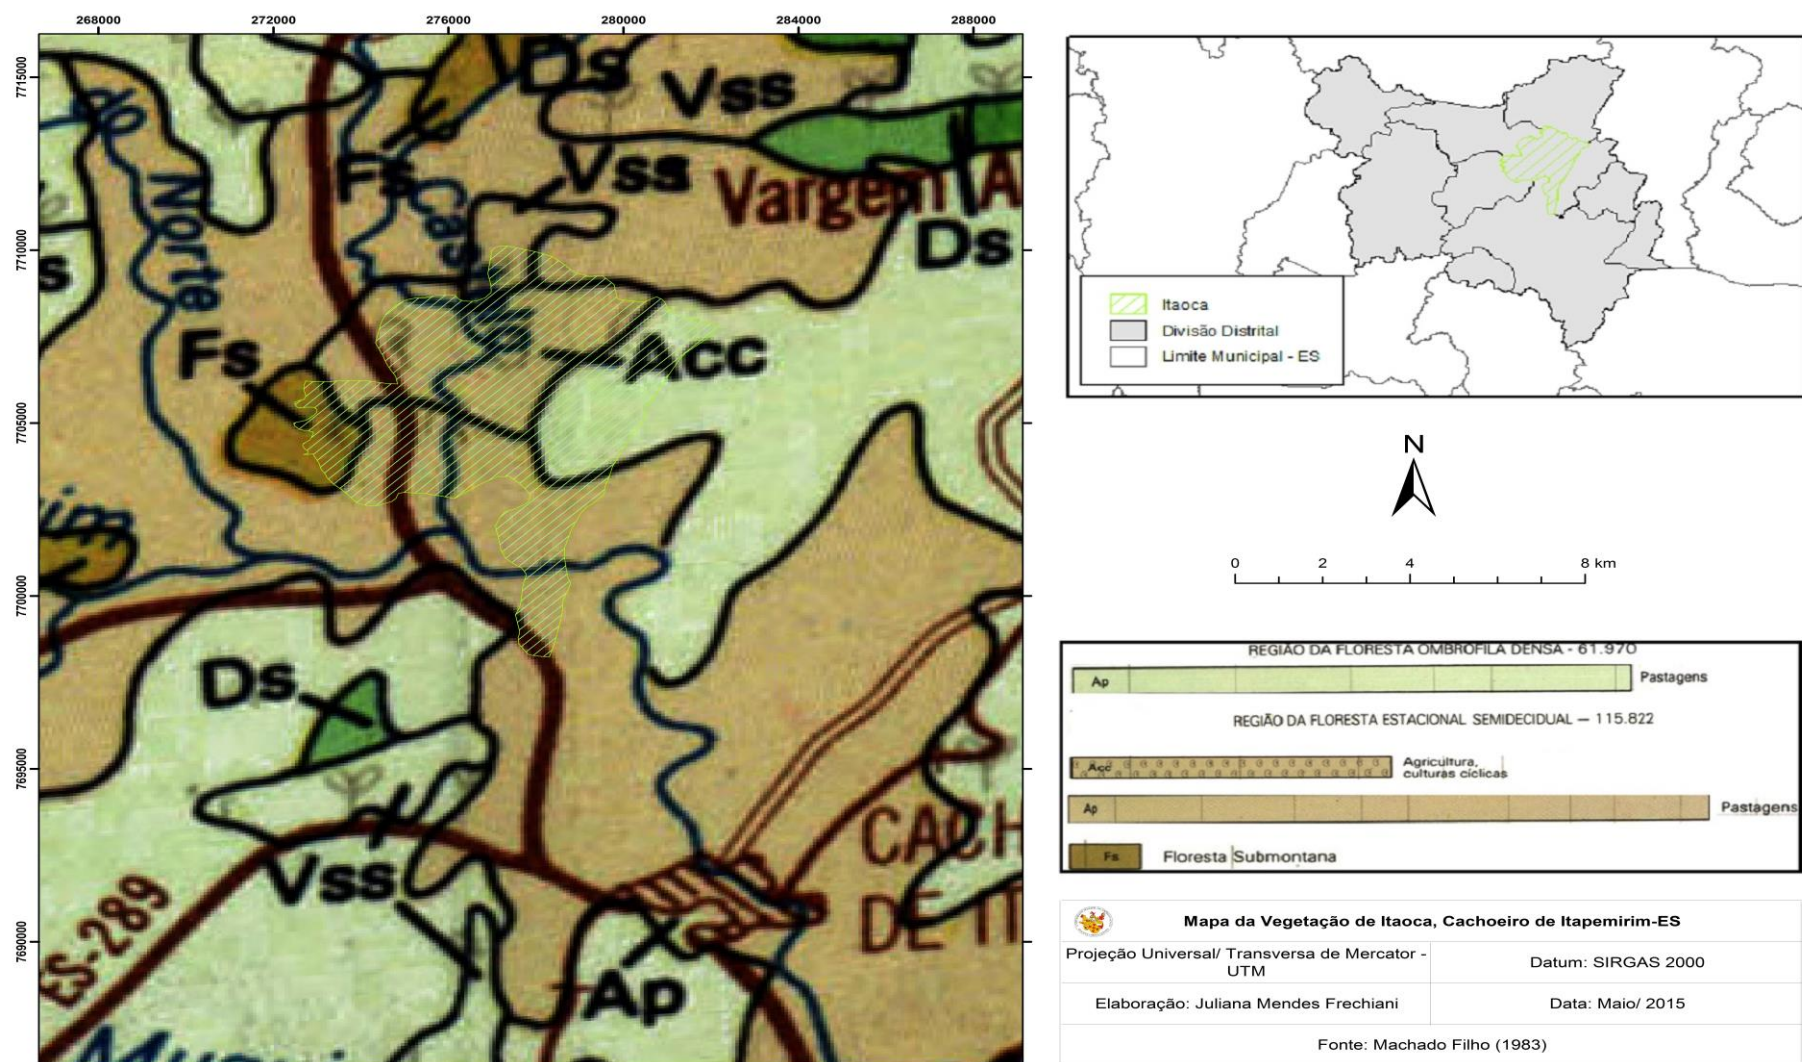 268000 272000 276000 280000 284000 288000
7715000
7710000
7705000
7700000
7695000
7690000
Ds
Vss
do
Fs
Vss
Norte
Vargem A
Ds
s
Fs
Acc
Ds
CACH
Vss
DE IT
ES-289
Ap
Itaoca
Divisão Distrital
Limite Municipal - ES
N
0 2 4 8 km
REGIÃO DA FLORESTA OMBRÓFILA DENSA - 61.970
Ap Pastagens
REGIÃO DA FLORESTA ESTACIONAL SEMIDECIDUAL — 115.822
Acc Agricultura,
culturas cíclicas
Ap Pastagens
Fs Floresta Submontana
Mapa da Vegetação de Itaoca, Cachoeiro de Itapemirim-ES
Projeção Universal/ Transversa de Mercator -
UTM
Datum: SIRGAS 2000
Elaboração: Juliana Mendes Frechiani
Data: Maio/ 2015
Fonte: Machado Filho (1983)